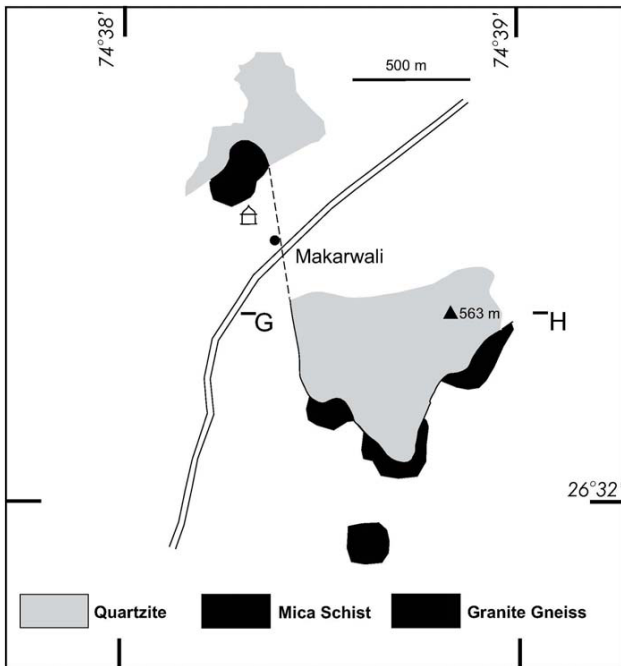 74°38'
74°39'
500 m
Makarwali
G
563 m
H
26°32'
Quartzite
Mica Schist
Granite Gneiss